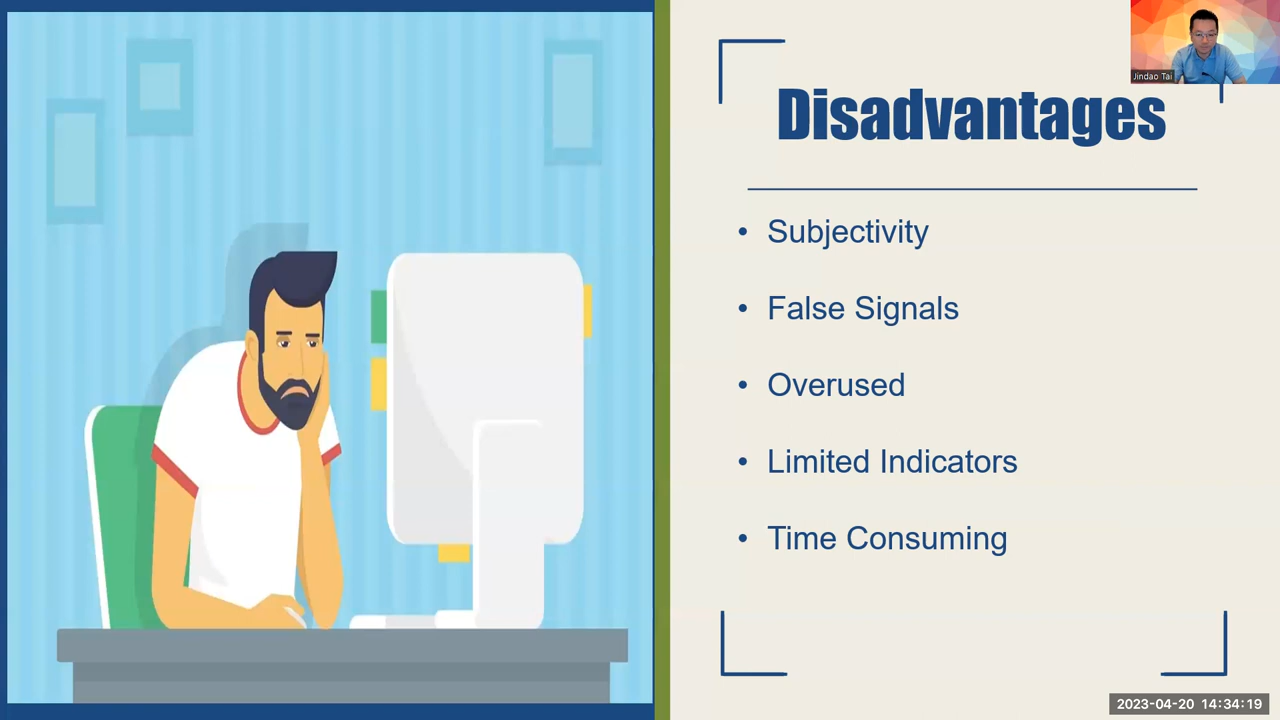 Jindao Tai
Disadvantages
• Subjectivity
• False Signals
• Overused
• Limited Indicators
• Time Consuming
2023-04-20 14:34:19